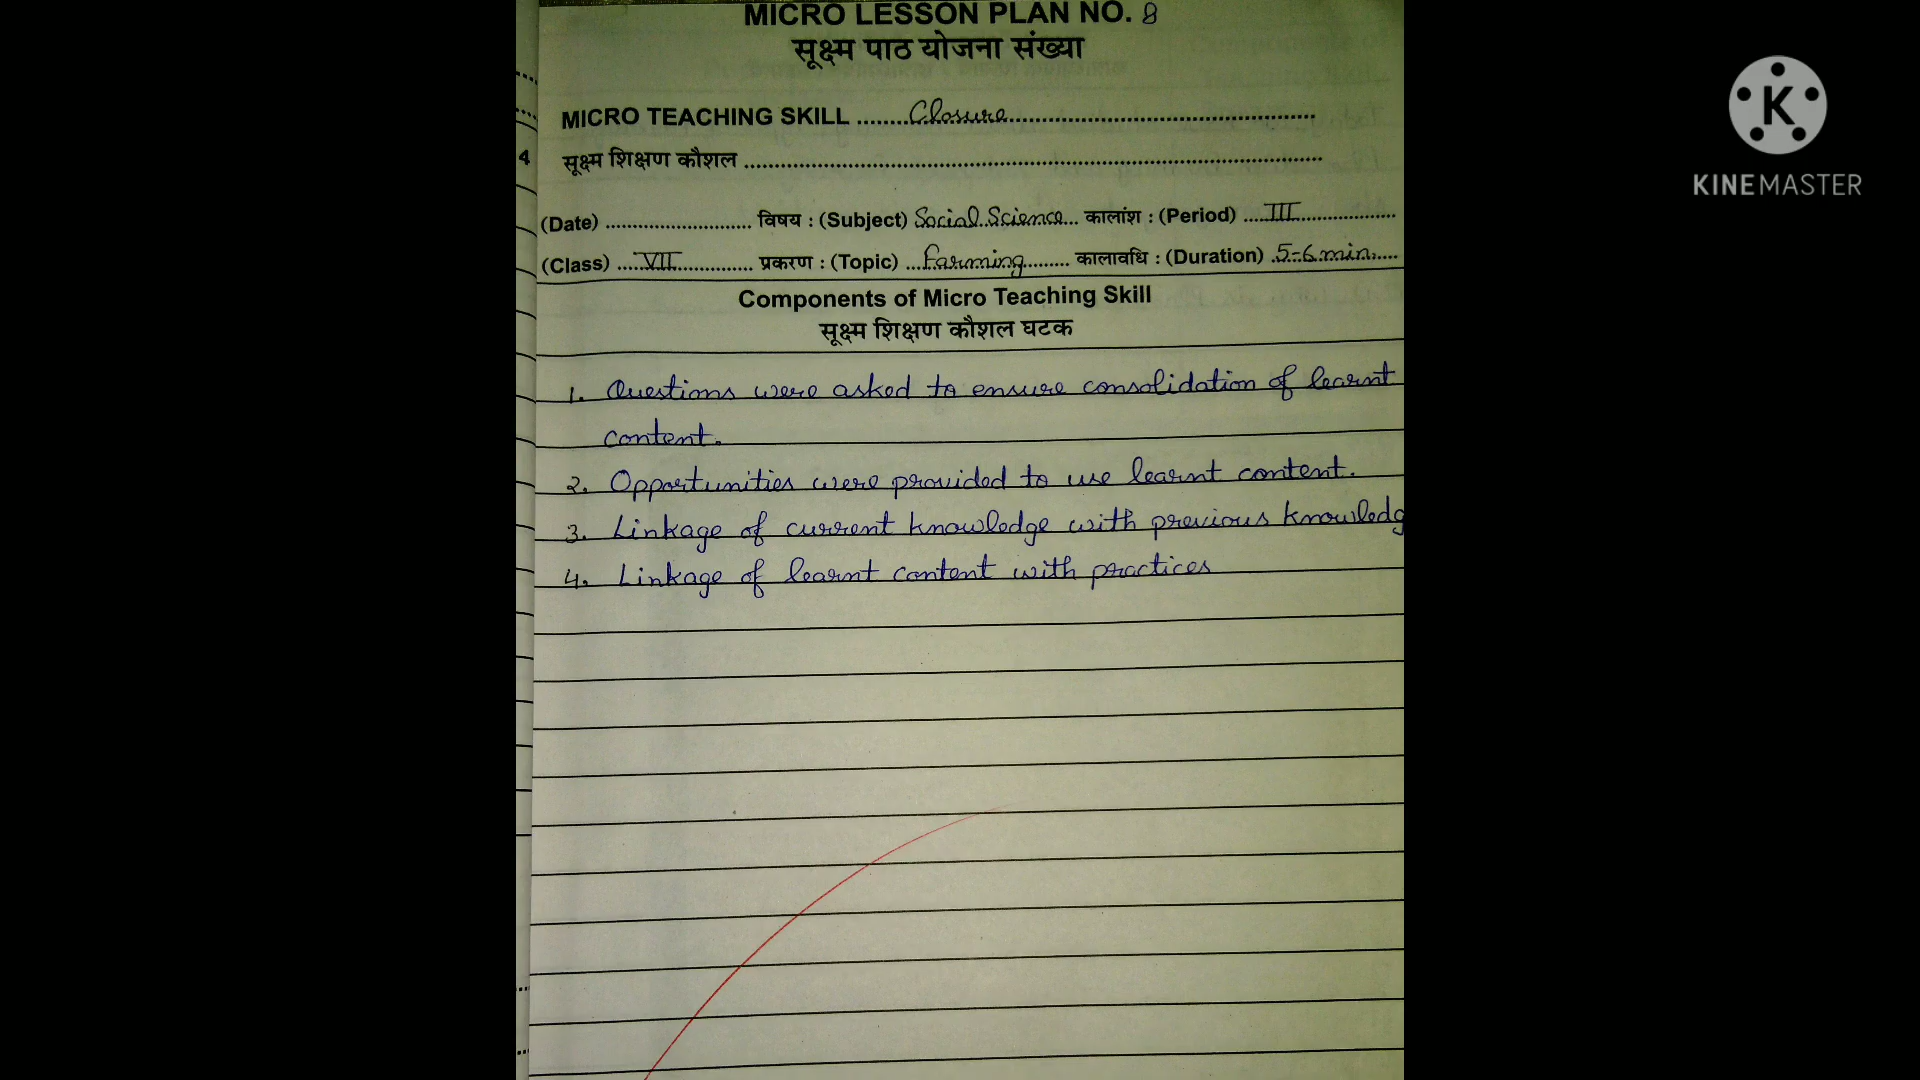 MICRO LESSON PLAN NO. 8
सूक्ष्म पाठ योजना संख्या
MICRO TEACHING SKILL ........Closure...............................................
4 सूक्ष्म शिक्षण कौशल ...............................................................................
(Date) ........................... विषय : (Subject) Social Science... कालांश : (Period) ....III..................
(Class) .....VII............. प्रकरण : (Topic) ...Farming........ कालावधि : (Duration) .5-6 min.....
Components of Micro Teaching Skill
सूक्ष्म शिक्षण कौशल घटक
1. Questions were asked to ensure consolidation of learnt
content.
2. Opportunities were provided to use learnt content.
3. Linkage of current knowledge with previous knowledg
4. Linkage of learnt content with practices
K
KINEMASTER